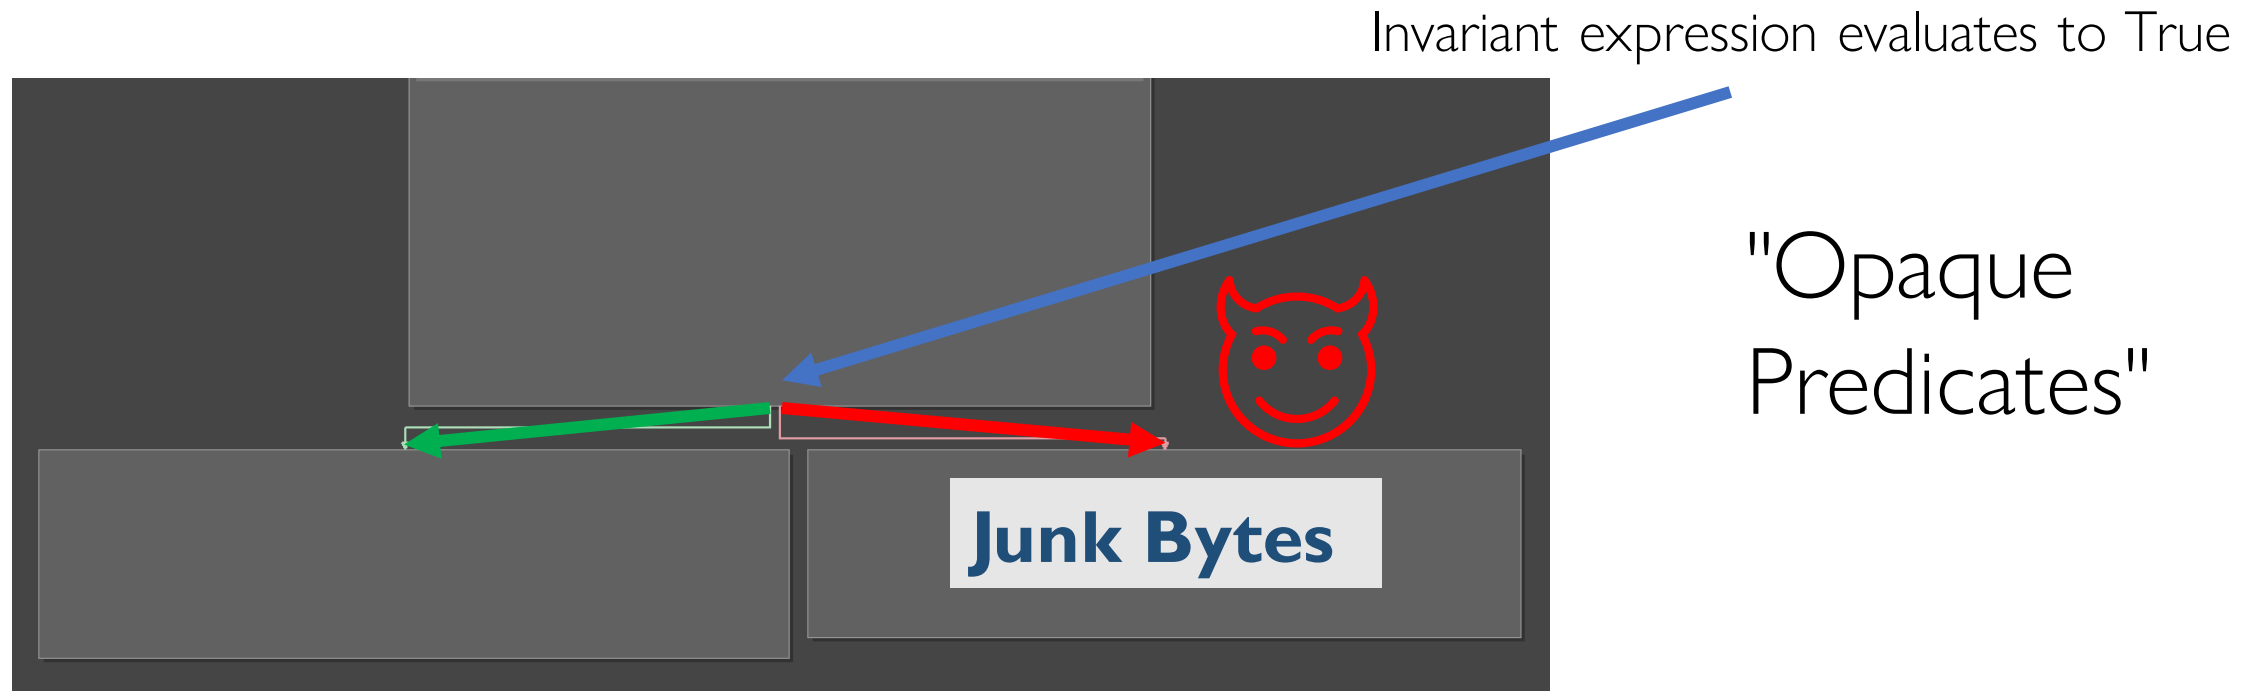 Invariant expression evaluates to True
"Opaque
Predicates"
Junk Bytes